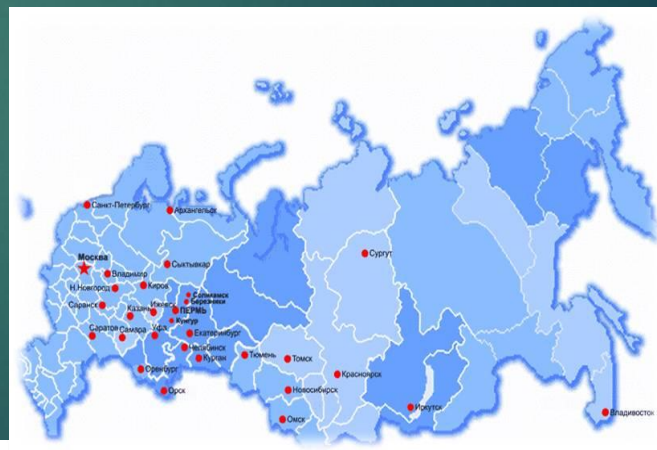 Санкт-Петербург
Архангельск
Москва
Сыктывкар
Сургут
Владимир
Н.Новгород
Киров
Соликамск
Березники
Саранск
Казань
Ижевск
ПЕРМЬ
Кунгур
Саратов
Самара
Уфа
Екатеринбург
Челябинск
Курган
Тюмень
Томск
Оренбург
Красноярск
Орск
Новосибирск
Иркутск
Владивосток
Омск